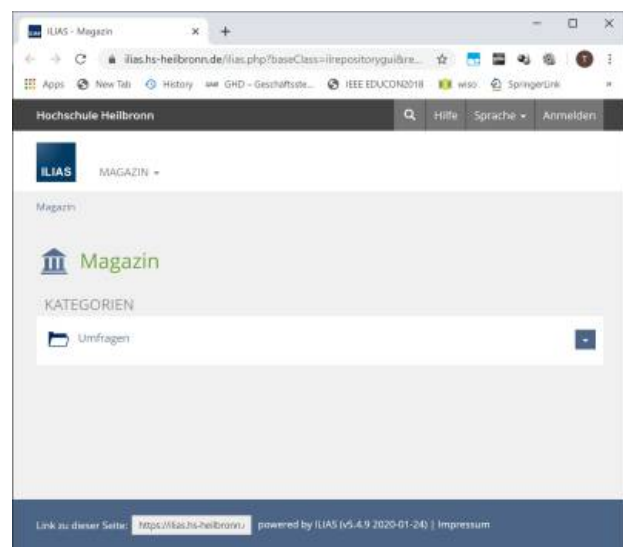 ILIAS - Magazin
ilias.hs-heilbronn.de/ilias.php?baseClass=ilrepositorygui&re...
Apps New Tab History GHD - Geschäftsste... IEEE EDUCON2018 wiso SpringerLink »
Hochschule Heilbronn Hilfe Sprache Anmelden
ILIAS MAGAZIN
Magazin
Magazin
KATEGORIEN
Umfragen
Link zu dieser Seite: https://ilias.hs-heilbronn. powered by ILIAS (v5.4.9 2020-01-24) | Impressum